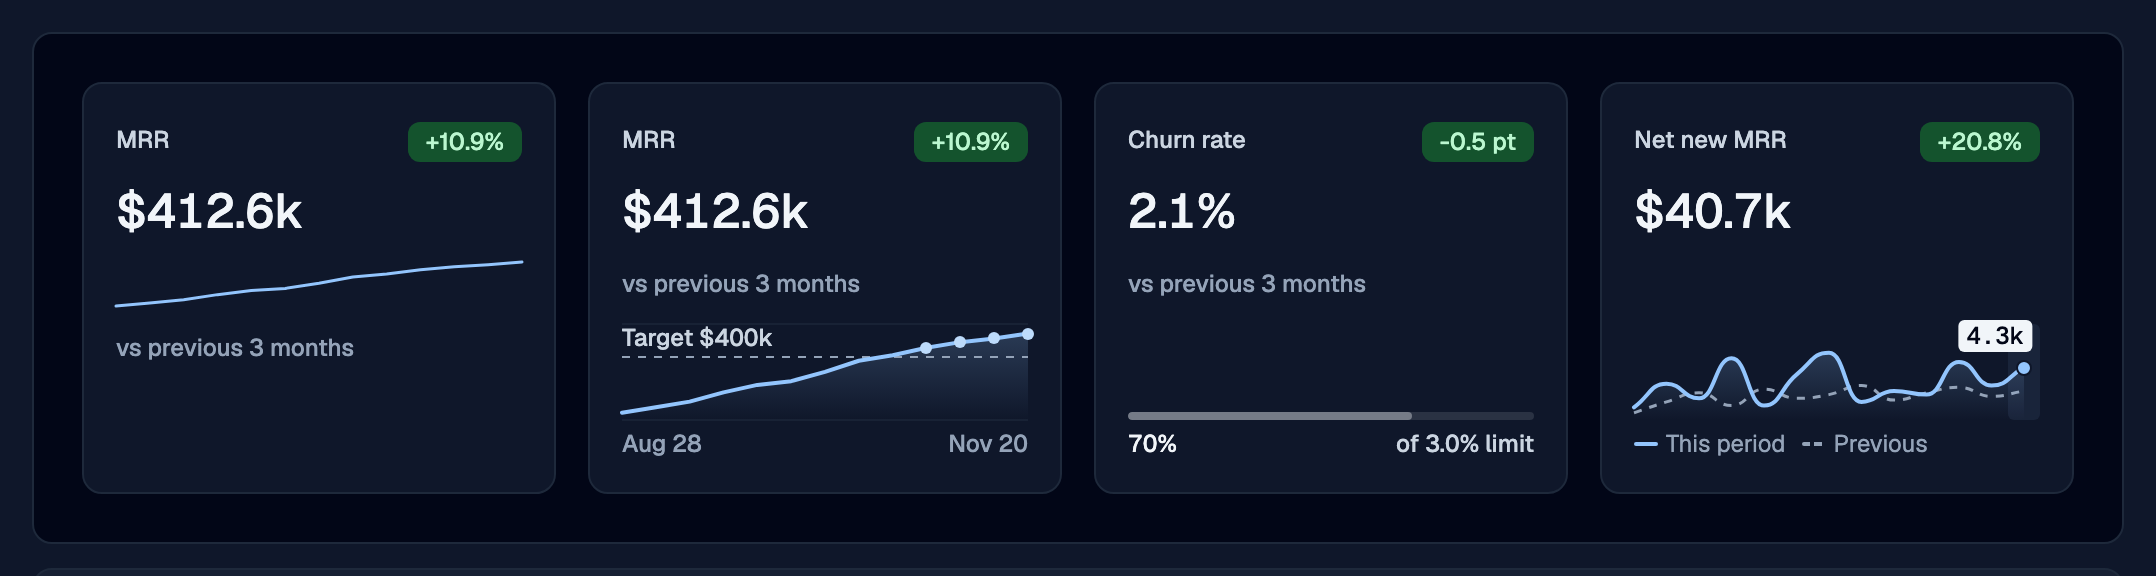 MRR
+10.9%
$412.6k
vs previous 3 months
MRR
+10.9%
$412.6k
vs previous 3 months
Target $400k
Aug 28
Nov 20
Churn rate
-0.5 pt
2.1%
vs previous 3 months
70%
of 3.0% limit
Net new MRR
+20.8%
$40.7k
4.3k
This period
Previous